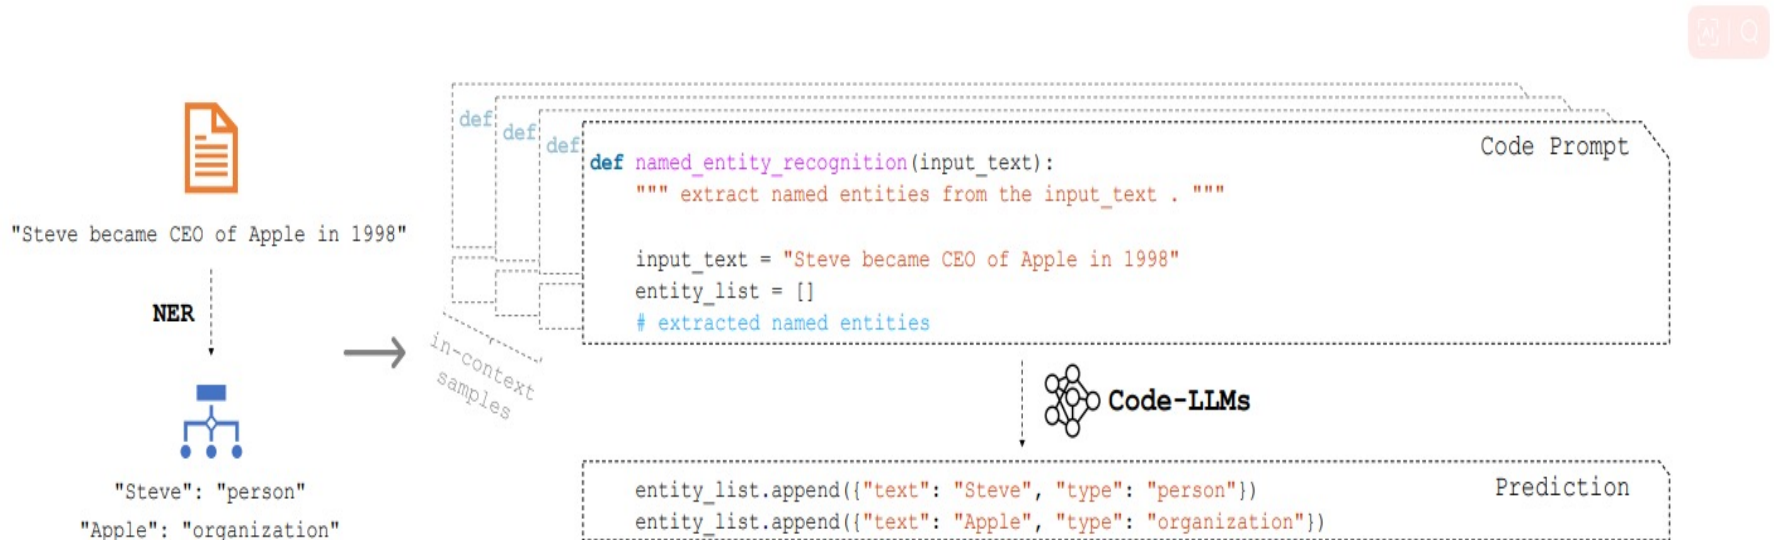 "Steve became CEO of Apple in 1998"
NER
"Steve": "person"
"Apple": "organization"
def
def
def
in-context
samples
Code Prompt
def named_entity_recognition(input_text):
""" extract named entities from the input_text . """
input_text = "Steve became CEO of Apple in 1998"
entity_list = []
# extracted named entities
Code-LLMs
Prediction
entity_list.append({"text": "Steve", "type": "person"})
entity_list.append({"text": "Apple", "type": "organization"})
AI